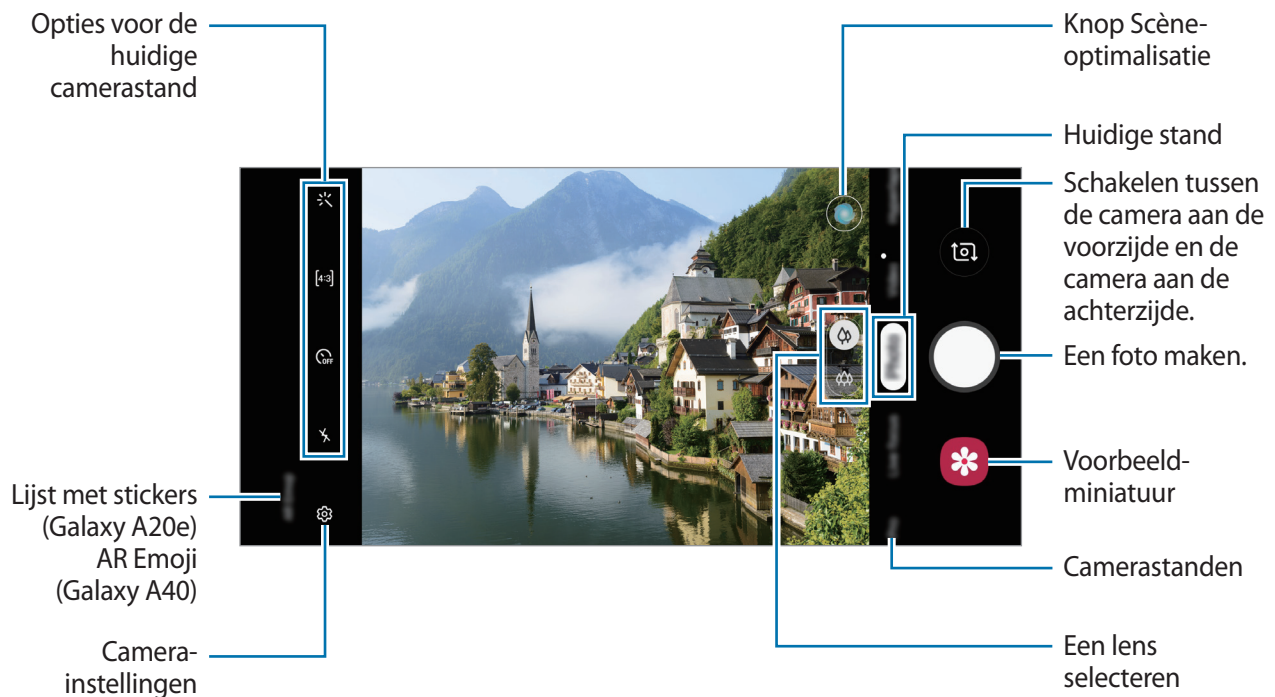 Opties voor de
huidige
camerastand
Knop Scène-
optimalisatie
Huidige stand
Schakelen tussen
de camera aan de
voorzijde en de
camera aan de
achterzijde.
Een foto maken.
Voorbeeld-
miniatuur
Camerastanden
Een lens
selecteren
4:3
OFF
Lijst met stickers
(Galaxy A20e)
AR Emoji
(Galaxy A40)
Camera-
instellingen